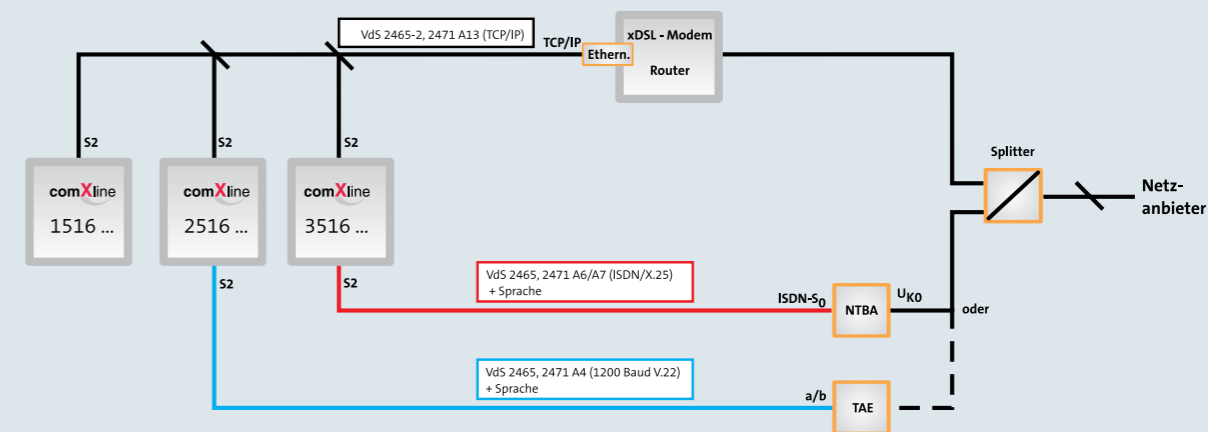 VdS 2465-2, 2471 A13 (TCP/IP)
TCP/IP
Ethern.
xDSL - Modem
Router
S2
S2
S2
comXline
1516 ...
comXline
2516 ...
comXline
3516 ...
Splitter
Netz-
anbieter
S2
S2
VdS 2465, 2471 A6/A7 (ISDN/X.25)
+ Sprache
ISDN-S0
NTBA
UK0
oder
VdS 2465, 2471 A4 (1200 Baud V.22)
+ Sprache
a/b
TAE